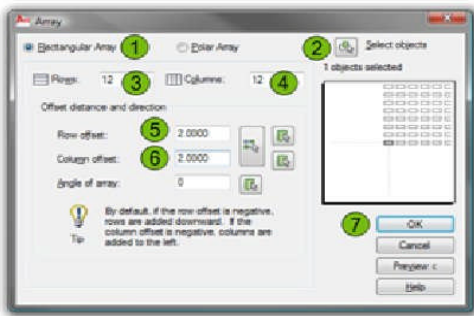 Array
Rectangular Array 1 Polar Array 2 Select objects
1 objects selected
Rows: 12 3 Columns: 12 4
Offset distance and direction
Row offset: 5 2.0000
Column offset: 6 2.0000
Angle of array: 0
By default, if the row offset is negative,
rows are added downward. If the
column offset is negative, columns are
added to the left.
Tip
7 OK
Cancel
Preview <
Help